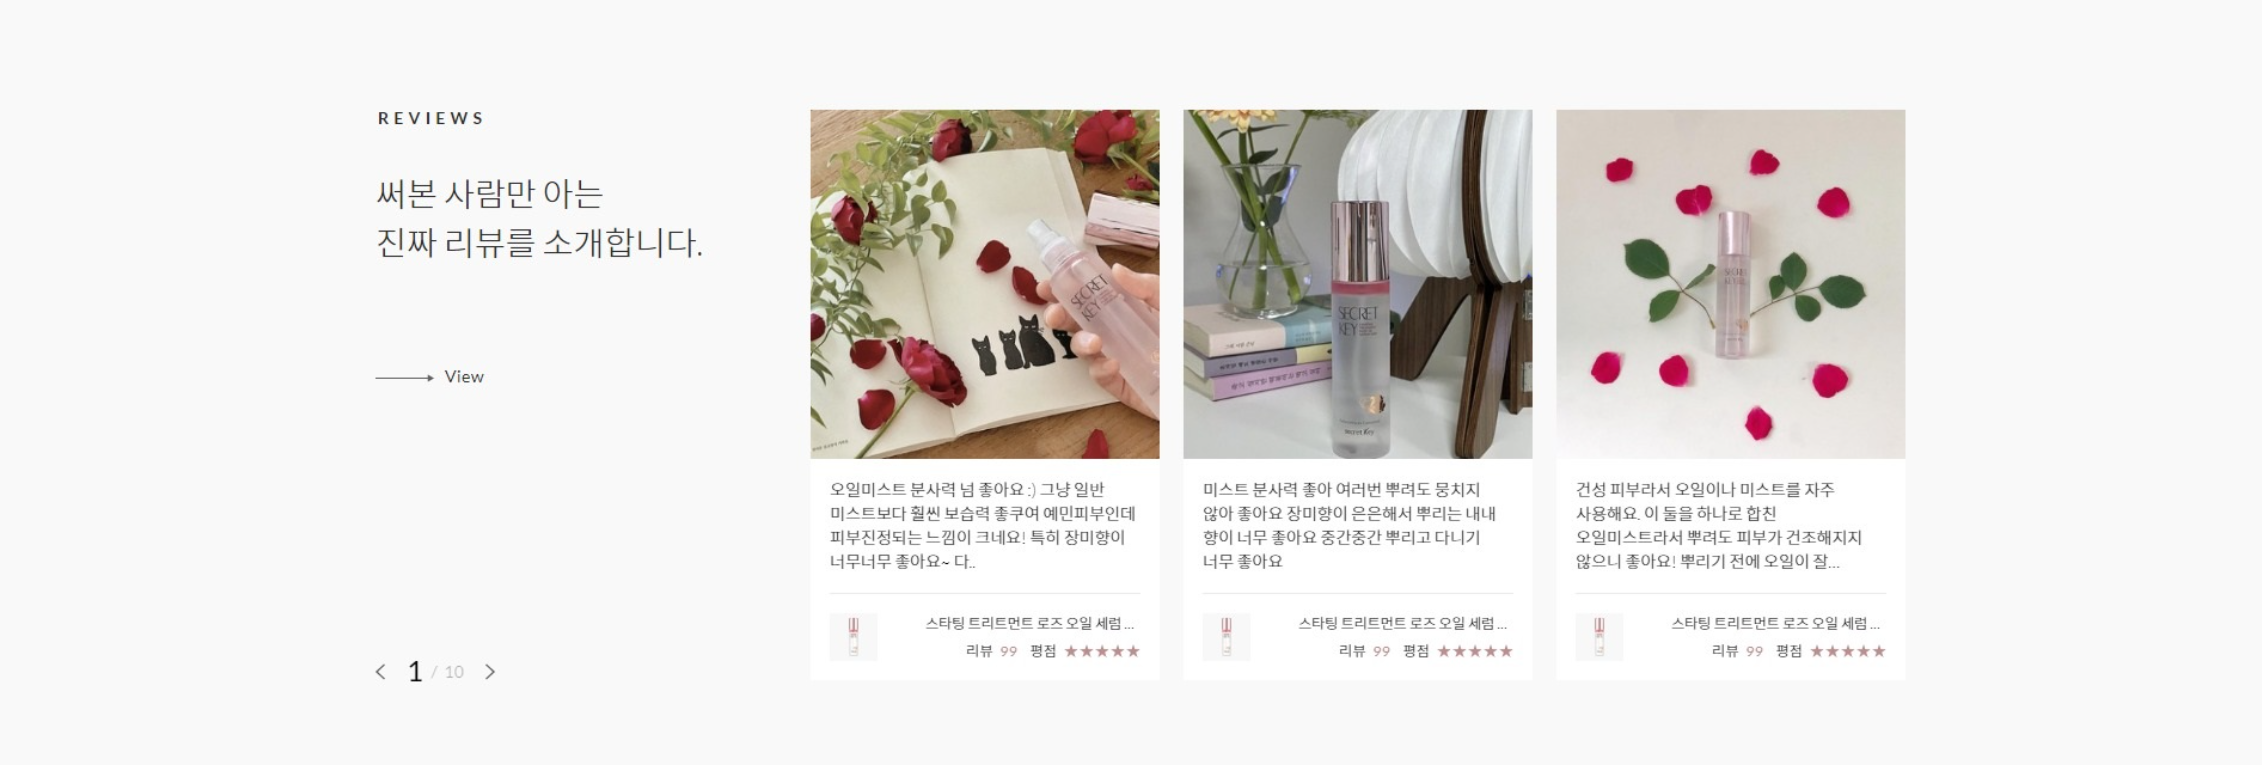 REVIEWS
써본 사람만 아는
진짜 리뷰를 소개합니다.
View
1 / 10
SECRET
KEY
오일미스트 분사력 넘 좋아요 :) 그냥 일반
미스트보다 훨씬 보습력 좋쿠여 예민피부인데
피부진정되는 느낌이 크네요! 특히 장미향이
너무너무 좋아요~ 다..
스타팅 트리트먼트 로즈 오일 세럼 ...
리뷰 99 평점 ★★★★★
SECRET
KEY
secret Key
미스트 분사력 좋아 여러번 뿌려도 뭉치지
않아 좋아요 장미향이 은은해서 뿌리는 내내
향이 너무 좋아요 중간중간 뿌리고 다니기
너무 좋아요
스타팅 트리트먼트 로즈 오일 세럼 ...
리뷰 99 평점 ★★★★★
SECRET
KEY
건성 피부라서 오일이나 미스트를 자주
사용해요. 이 둘을 하나로 합친
오일미스트라서 뿌려도 피부가 건조해지지
않으니 좋아요! 뿌리기 전에 오일이 잘...
스타팅 트리트먼트 로즈 오일 세럼 ...
리뷰 99 평점 ★★★★★